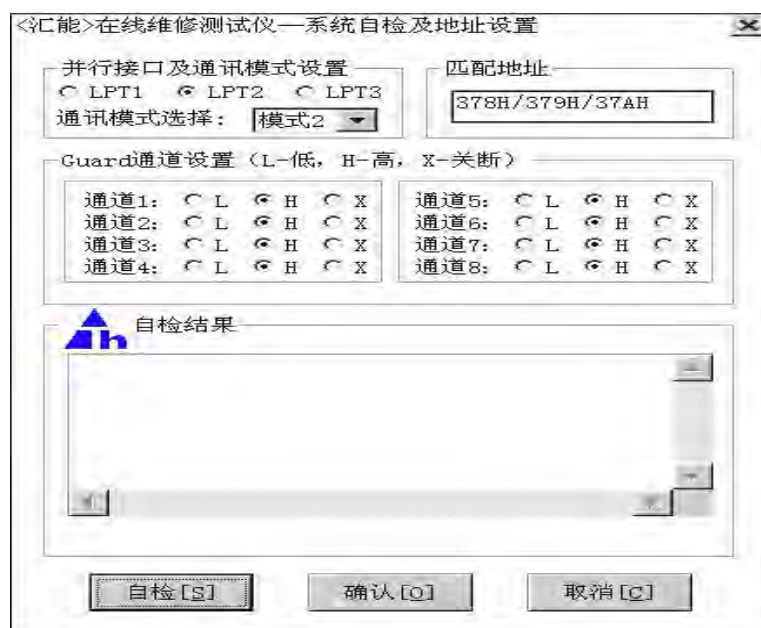 <汇能>在线维修测试仪—系统自检及地址设置
并行接口及通讯模式设置
LPT1 LPT2 LPT3
通讯模式选择: 模式2
匹配地址
378H/379H/37AH
Guard通道设置（L-低，H-高，X-关断）
通道1: L H X
通道2: L H X
通道3: L H X
通道4: L H X
通道5: L H X
通道6: L H X
通道7: L H X
通道8: L H X
h 自检结果
自检[S] 确认[O] 取消[C]